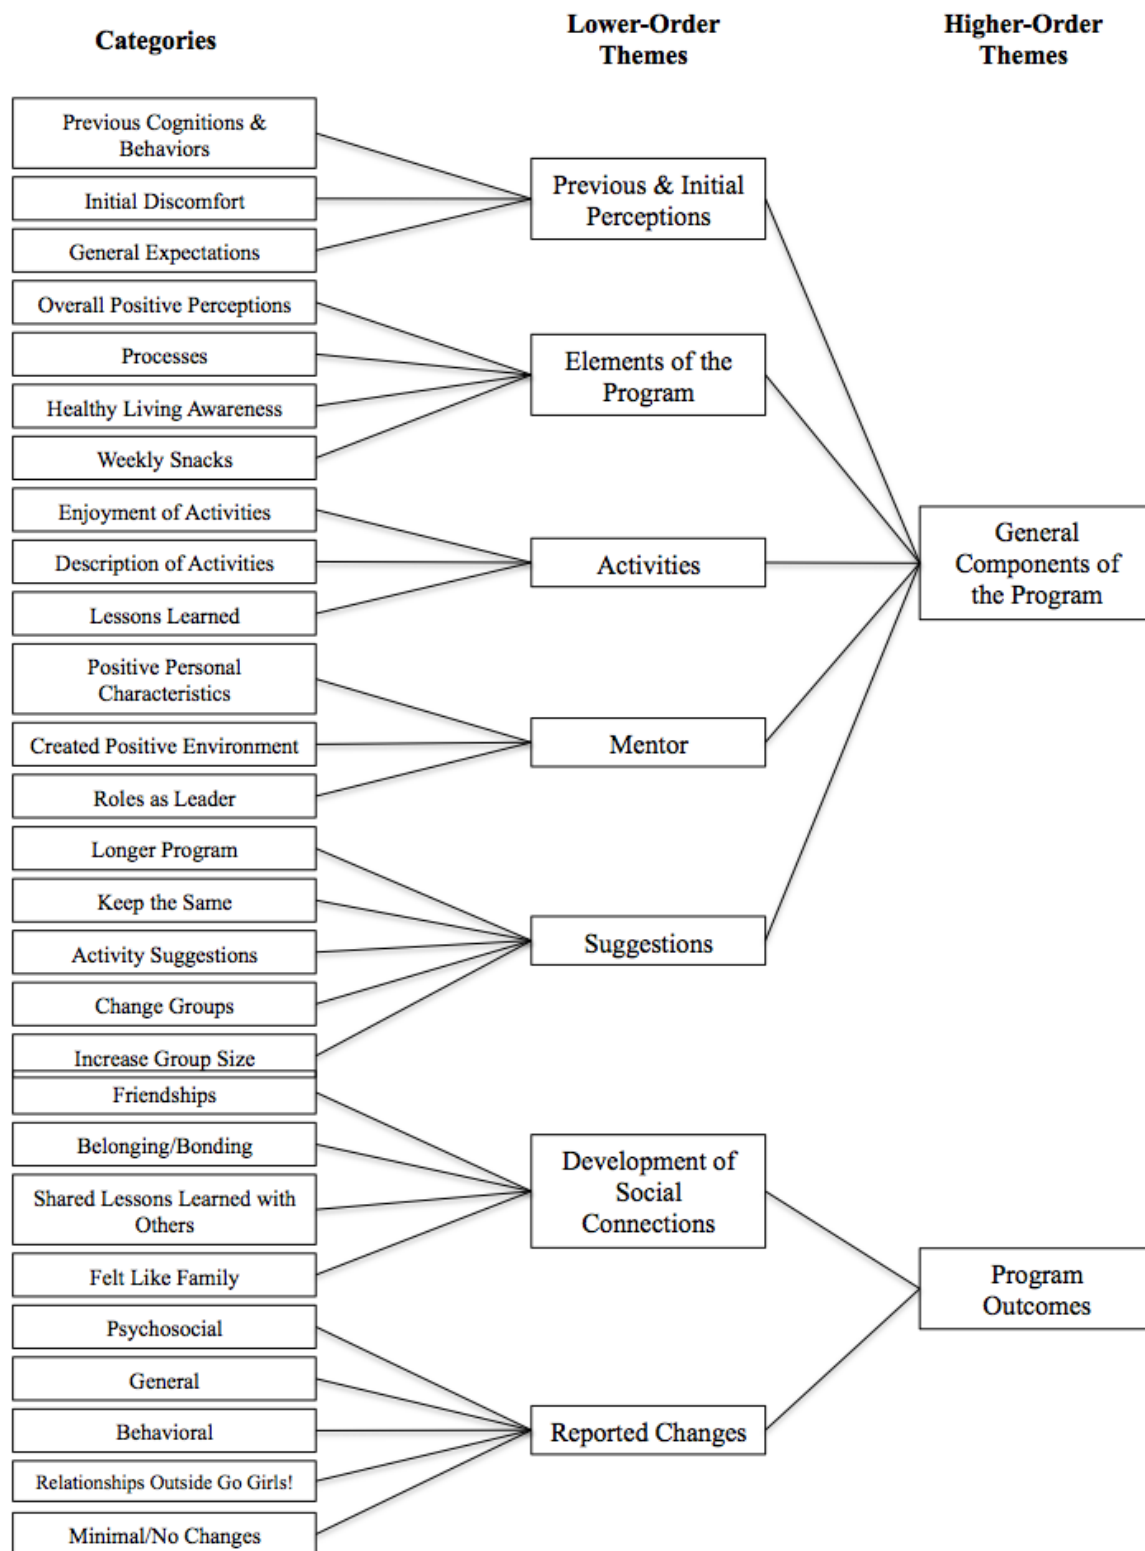 Categories
Lower-Order
Themes
Higher-Order
Themes
Previous Cognitions &
Behaviors
Initial Discomfort
General Expectations
Overall Positive Perceptions
Processes
Healthy Living Awareness
Weekly Snacks
Enjoyment of Activities
Description of Activities
Lessons Learned
Positive Personal
Characteristics
Created Positive Environment
Roles as Leader
Longer Program
Keep the Same
Activity Suggestions
Change Groups
Increase Group Size
Friendships
Belonging/Bonding
Shared Lessons Learned with
Others
Felt Like Family
Psychosocial
General
Behavioral
Relationships Outside Go Girls!
Minimal/No Changes
Previous & Initial
Perceptions
Elements of the
Program
Activities
Mentor
Suggestions
Development of
Social
Connections
Reported Changes
General
Components of
the Program
Program
Outcomes